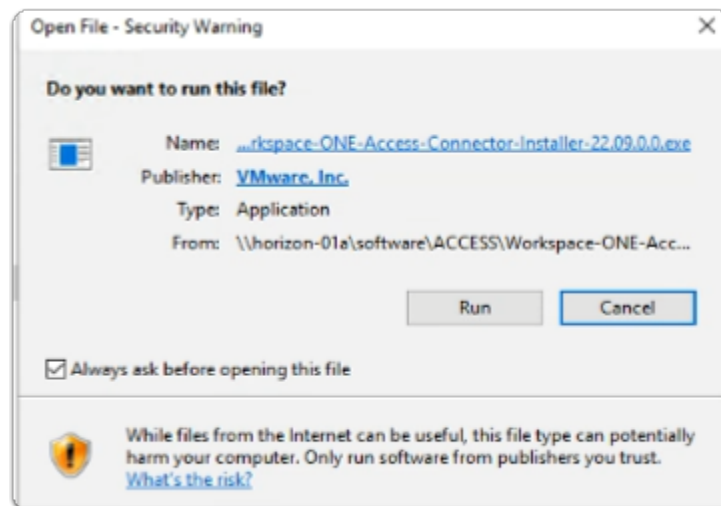 Open File - Security Warning
Do you want to run this file?
Name: ...rkspace-ONE-Access-Connector-Installer-22.09.0.0.exe
Publisher: VMware, Inc.
Type: Application
From: \\horizon-01a\software\ACCESS\Workspace-ONE-Acc...
Run Cancel
Always ask before opening this file
While files from the Internet can be useful, this file type can potentially
harm your computer. Only run software from publishers you trust.
What's the risk?